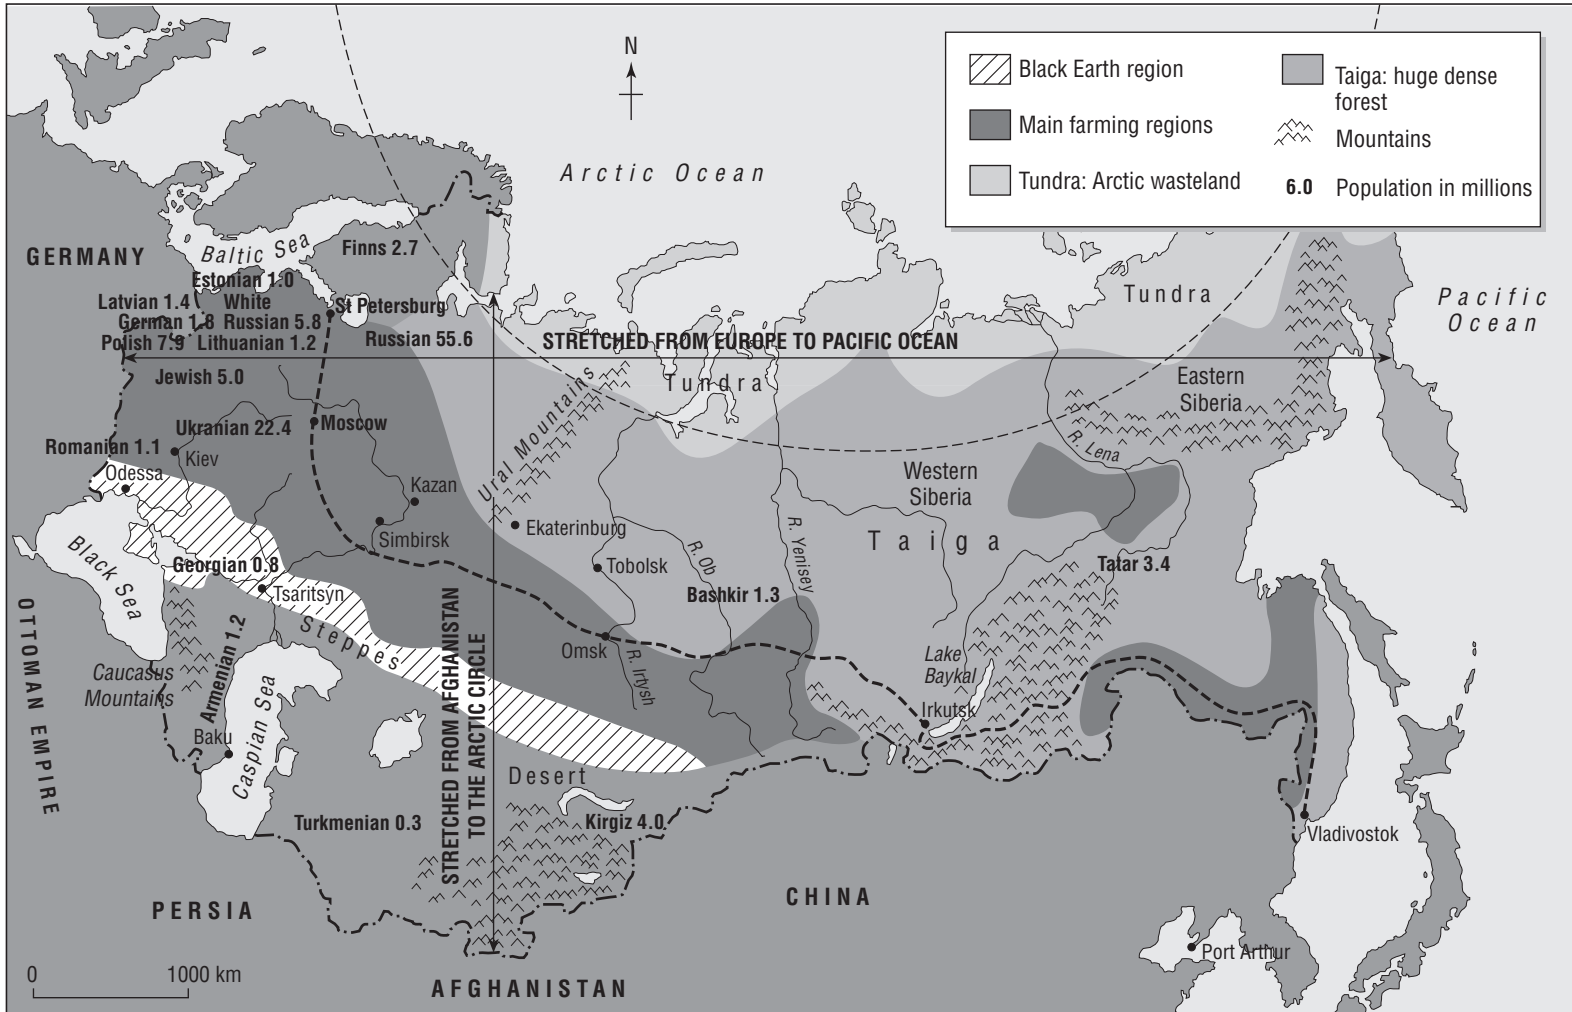 N
Black Earth region
Main farming regions
Tundra: Arctic wasteland
Taiga: huge dense
forest
Mountains
6.0 Population in millions
Arctic Ocean
GERMANY
Baltic Sea
Finns 2.7
Estonian 1.0
Latvian 1.4
White
Russian 5.8
German 1.8
Polish 7.9
Lithuanian 1.2
St Petersburg
Russian 55.6
STRETCHED FROM EUROPE TO PACIFIC OCEAN
Tundra
Pacific
Ocean
Jewish 5.0
Tundra
Eastern
Siberia
Ural Mountains
Ukranian 22.4
Moscow
Romanian 1.1
Kiev
Odessa
Kazan
Simbirsk
Ekaterinburg
Western
Siberia
R. Lena
Taiga
R. Yenisey
R. Ob
Tobolsk
Bashkir 1.3
Tatar 3.4
Black Sea
Georgian 0.8
Tsaritsyn
Steppes
OTTOMAN EMPIRE
Caucasus
Mountains
Armenian 1.2
Baku
Caspian Sea
STRETCHED FROM AFGHANISTAN
TO THE ARCTIC CIRCLE
Omsk
R. Irtysh
Lake
Baykal
Irkutsk
Desert
Turkmenian 0.3
Kirgiz 4.0
Vladivostok
PERSIA
CHINA
Port Arthur
AFGHANISTAN
0 1000 km